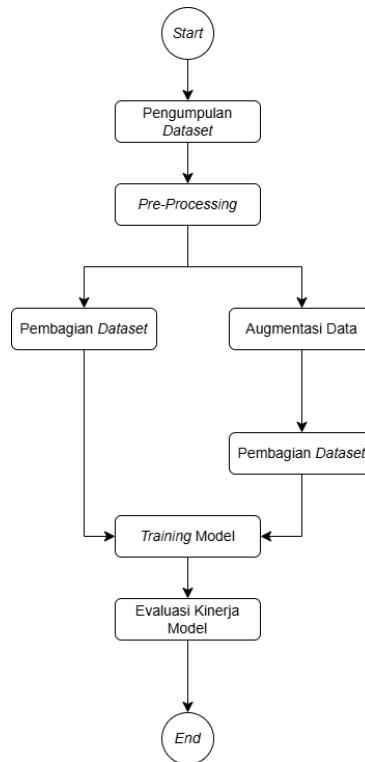 Start
Pengumpulan
Dataset
Pre-Processing
Pembagian Dataset
Augmentasi Data
Pembagian Dataset
Training Model
Evaluasi Kinerja
Model
End